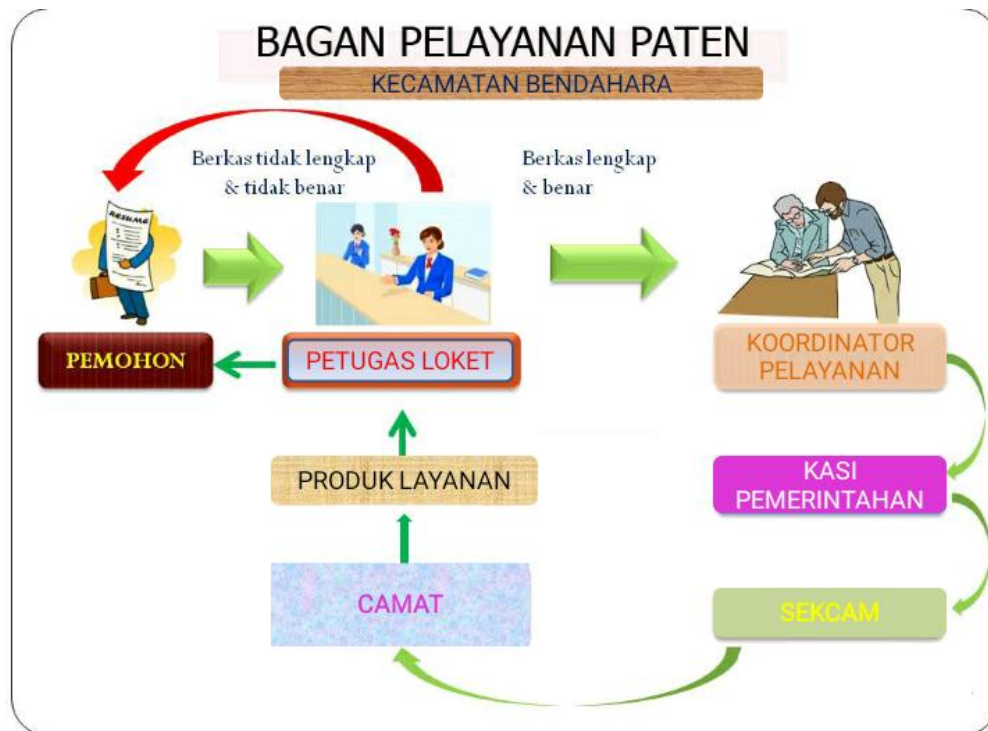 BAGAN PELAYANAN PATEN
KECAMATAN BENDAHARA
Berkas tidak lengkap
& tidak benar
Berkas lengkap
& benar
RESUME
PEMOHON
PETUGAS LOKET
KOORDINATOR
PELAYANAN
PRODUK LAYANAN
KASI
PEMERINTAHAN
CAMAT
SEKCAM